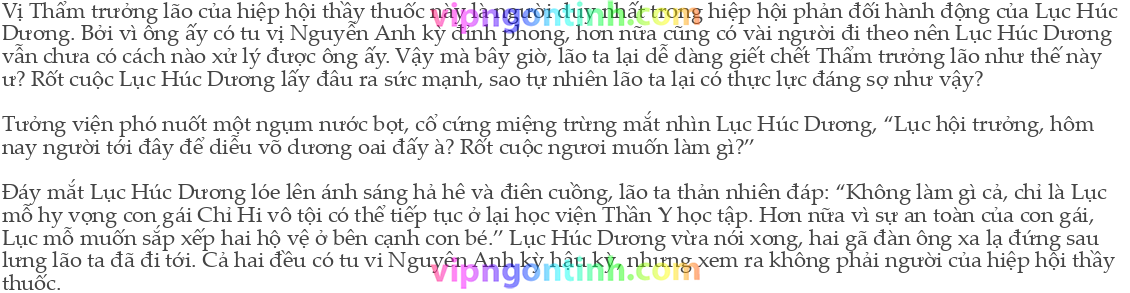 Vị Thẩm trưởng lão của hiệp hội thầy thuốc này là người duy nhất trong hiệp hội phản đối hành động của Lục Húc
Dương. Bởi vì ông ấy có tu vị Nguyễn Anh kỳ đỉnh phong, hơn nữa cũng có vài người đi theo nên Lục Húc Dương
vẫn chưa có cách nào xử lý được ông ấy. Vậy mà bây giờ, lão ta lại dễ dàng giết chết Thẩm trưởng lão như thế này
ư? Rốt cuộc Lục Húc Dương lấy đâu ra sức mạnh, sao tự nhiên lão ta lại có thực lực đáng sợ như vậy?
Tưởng viện phó nuốt một ngụm nước bọt, cổ cứng miệng trừng mắt nhìn Lục Húc Dương, “Lục hội trưởng, hôm
nay người tới đây để diễu võ dương oai đấy à? Rốt cuộc ngươi muốn làm gì?”
Đáy mắt Lục Húc Dương lóe lên ánh sáng hả hê và điên cuồng, lão ta thản nhiên đáp: “Không làm gì cả, chỉ là Lục
mỗ hy vọng con gái Chi Hi vô tội có thể tiếp tục ở lại học viện Thần Y học tập. Hơn nữa vì sự an toàn của con gái,
Lục mỗ muốn sắp xếp hai hộ vệ ở bên cạnh con bé.” Lục Húc Dương vừa nói xong, hai gã đàn ông xa lạ đứng sau
lưng lão ta đã đi tới. Cả hai đều có tu vi Nguyên Anh kỳ hậu kỳ, nhưng xem ra không phải người của hiệp hội thầy
thuốc.
vipngontinh.com
vipngontinh.com